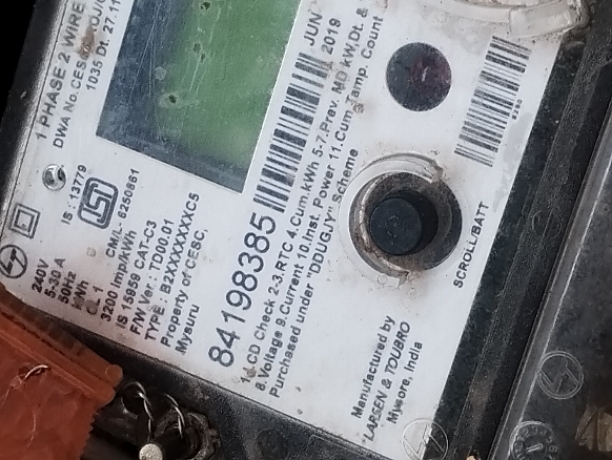 1 PHASE 2 WIRE
DWA No.CES
1035 Dt. 27.11
IS : 13779
240V
5-30 A
50Hz
kWh
CL 1
CM/L- 6250861
3200 Imp/kWh
IS 15959 CAT-C3
F/W Ver : TD00.01
TYPE : B2XXXXXXXXC5
Property of CESC,
Mysuru
84198385
JUN
2019
LCD Check 2-3.RTC 4.Cum.kWh 5-7.Prev. MD kW,Dt. &
8.Voltage 9.Current 10.Inst. Power 11.Cum.Tamp. Count
Purchased under "DDUGJY" Scheme
SCROLL/BATT
Manufactured by
LARSEN & TOUBRO
Mysore, India